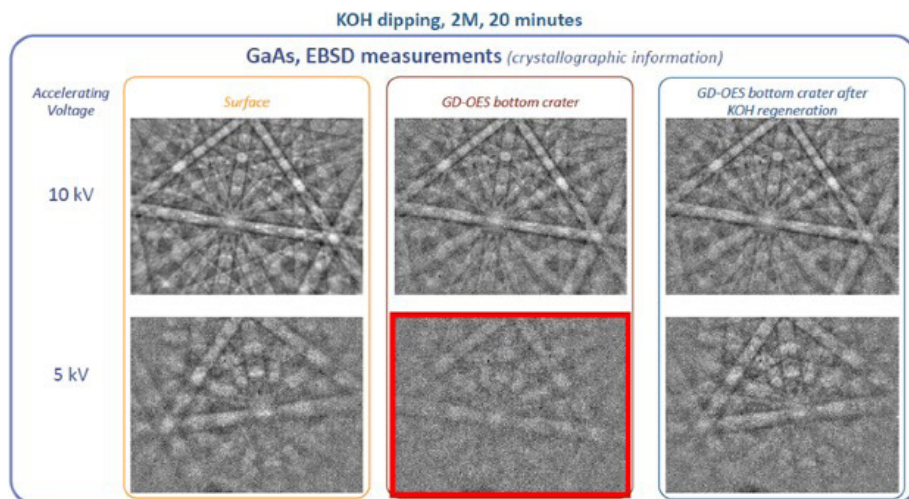 KOH dipping, 2M, 20 minutes
GaAs, EBSD measurements (crystallographic information)
Accelerating
Voltage
Surface
GD-OES bottom crater
GD-OES bottom crater after
KOH regeneration
10 kV
5 kV